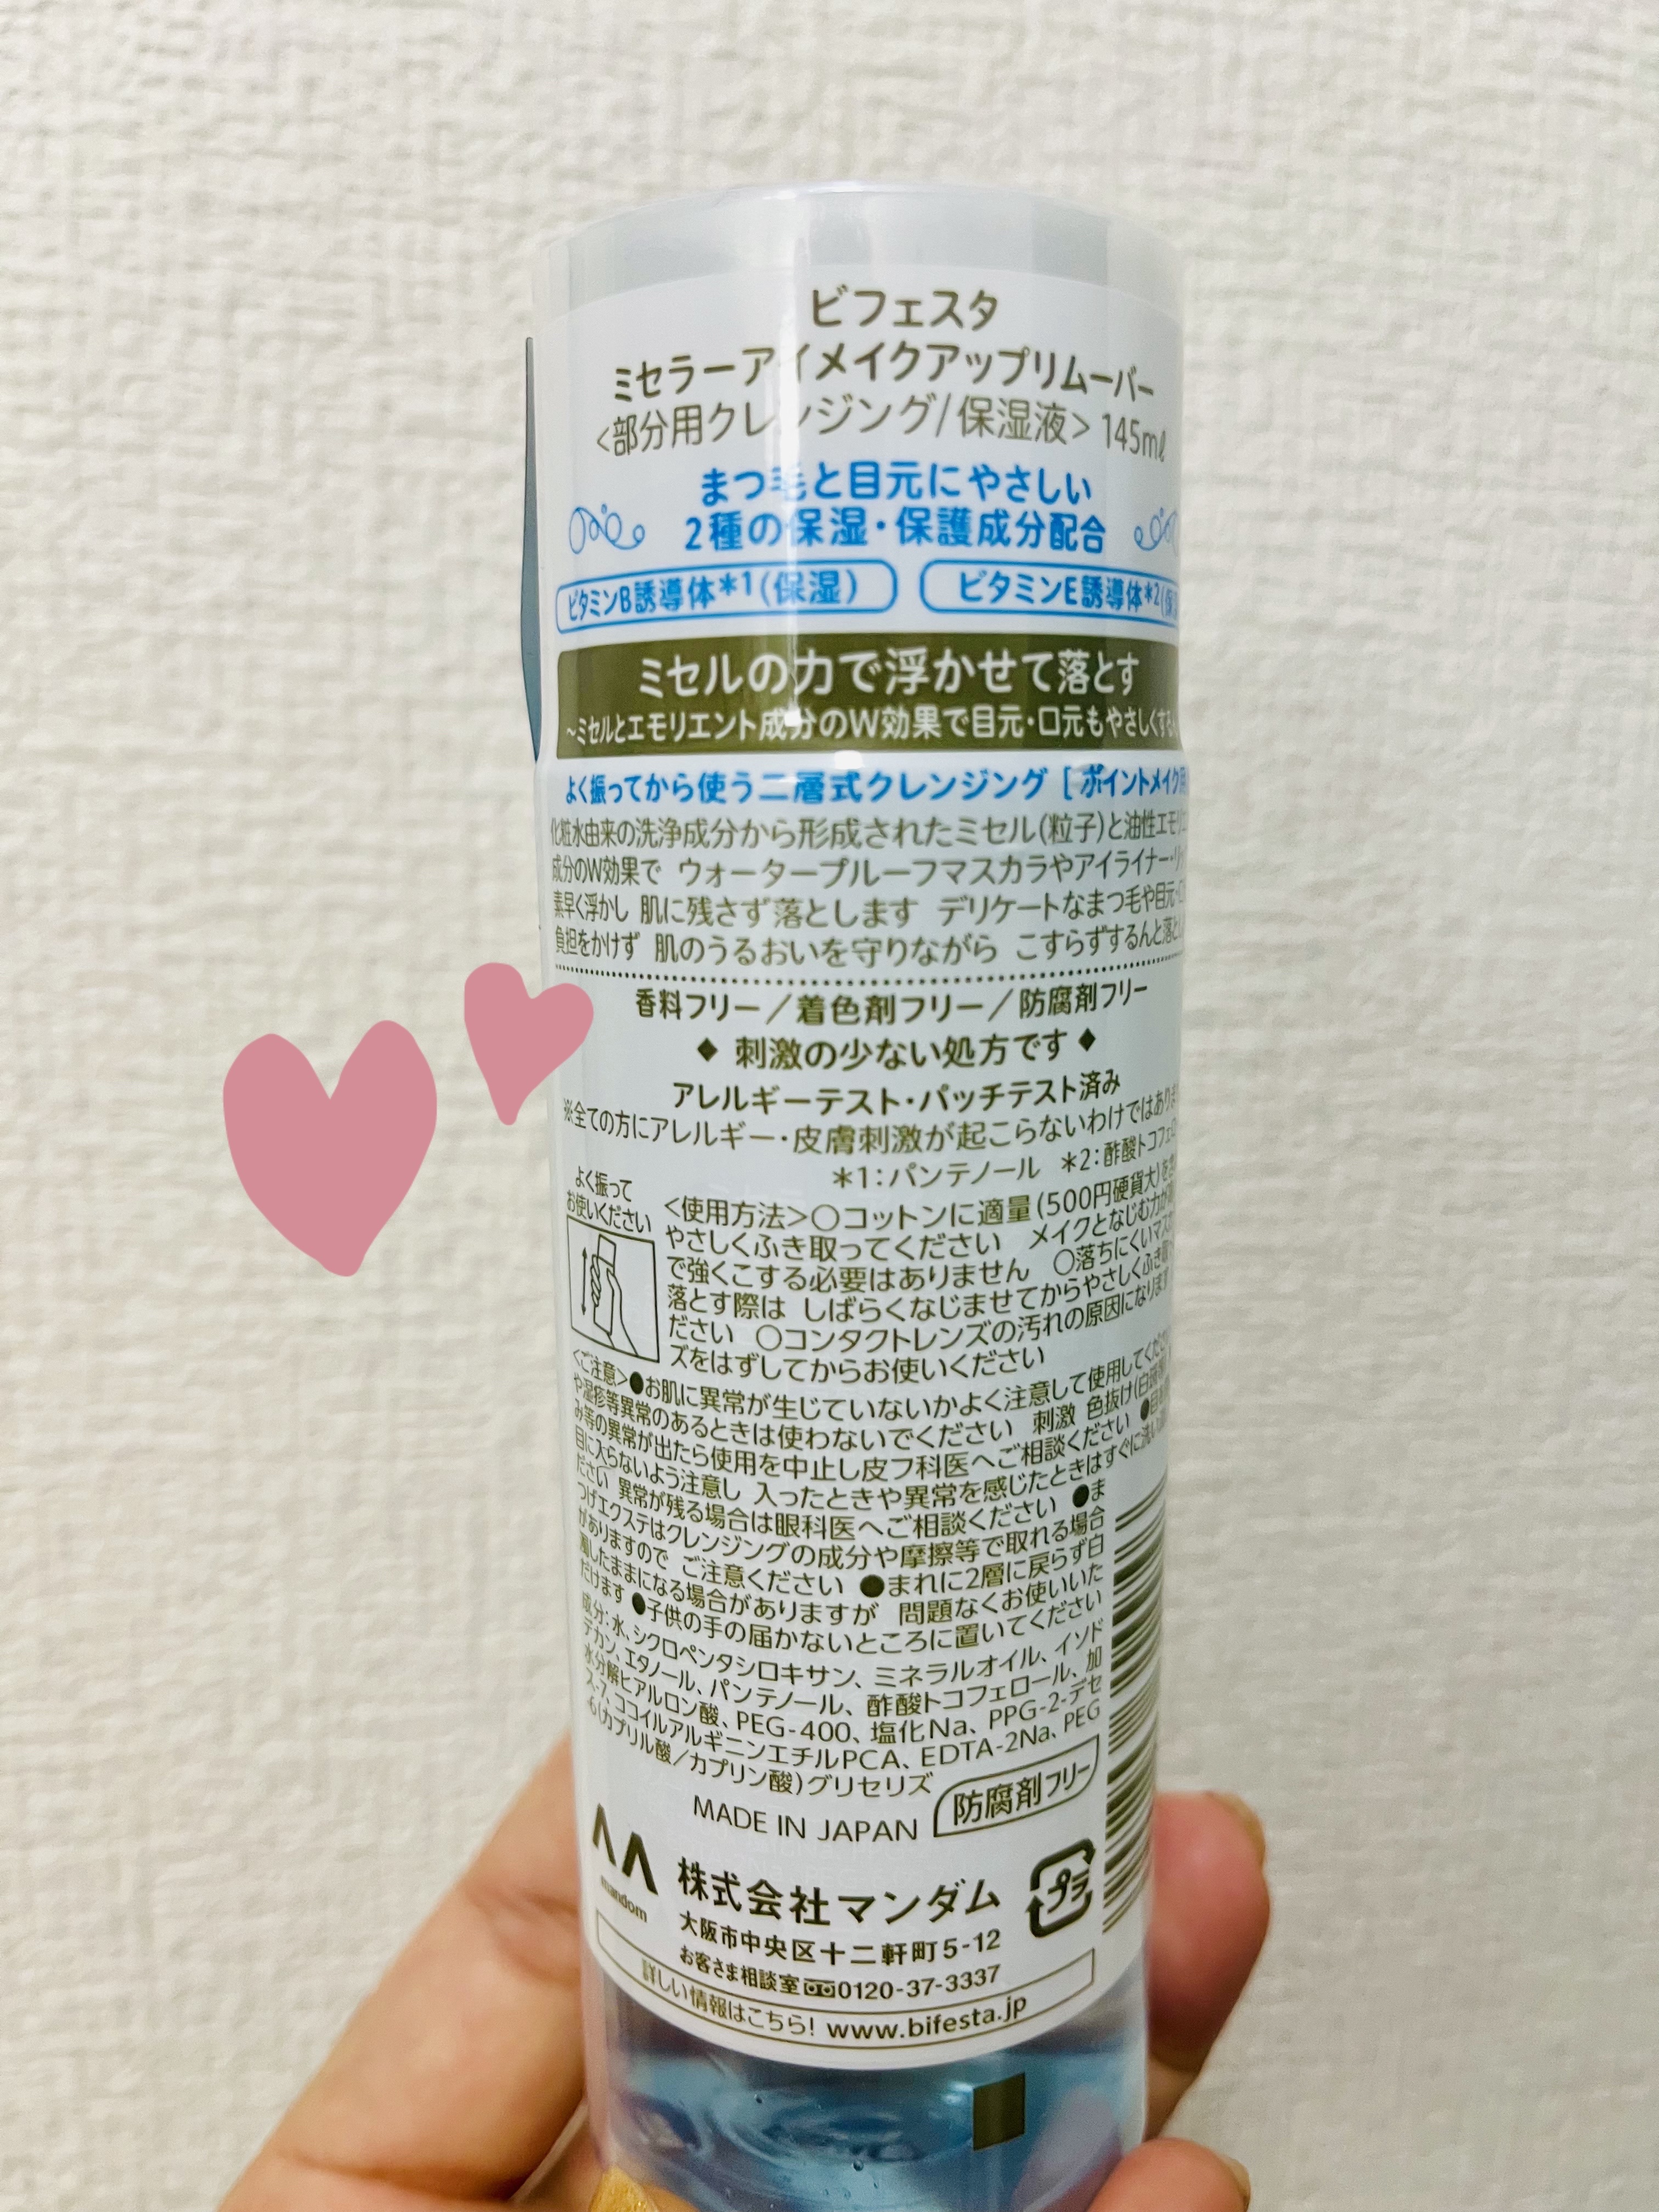 ビフェスタ
ミセラーアイメイクアップリムーバー
<部分用クレンジング/保湿液> 145mℓ
まつ毛と目元にやさしい
2種の保湿・保護成分配合
ビタミンB誘導体*1(保湿) ビタミンE誘導体*2(保
ミセルの力で浮かせて落とす
～ミセルとエモリエント成分のW効果で目元・口元もやさしくする
よく振ってから使う二層式クレンジング [ポイントメイク用
化粧水由来の洗浄成分から形成されたミセル(粒子)と油性エモリ
成分のW効果で ウォータープルーフマスカラやアイライナー・リッ
素早く浮かし 肌に残さず落とします デリケートなまつ毛や目元・口
負担をかけず 肌のうるおいを守りながら こすらずするんと落とし
香料フリー／着色剤フリー／防腐剤フリー
◆ 刺激の少ない処方です ◆
アレルギーテスト・パッチテスト済み
※全ての方にアレルギー・皮膚刺激が起こらないわけではありま
*1:パンテノール *2:酢酸トコフェロ
よく振って
お使いください
<使用方法>○コットンに適量(500円硬貨大)を
やさしくふき取ってください メイクとなじむ力が
で強くこする必要はありません ○落ちにくいマス
落とす際は しばらくなじませてからやさしくふき取
ださい ○コンタクトレンズの汚れの原因になりま
ズをはずしてからお使いください
<ご注意>●お肌に異常が生じていないかよく注意して使用してくださ
や湿疹等異常のあるときは使わないでください 刺激 色抜け(白斑
み等の異常が出たら使用を中止し皮フ科医へご相談ください ●目
目に入らないよう注意し 入ったときや異常を感じたときはすぐに洗い
ださい 異常が残る場合は眼科医へご相談ください ●ま
つげエクステはクレンジングの成分や摩擦等で取れる場合
がありますので ご注意ください ●まれに2層に戻らず白
濁したままになる場合がありますが 問題なくお使いいた
だけます ●子供の手の届かないところに置いてください
成分:水、シクロペンタシロキサン、ミネラルオイル、イソド
デカン、エタノール、パンテノール、酢酸トコフェロール、加
水分解ヒアルロン酸、PEG-400、塩化Na、PPG-2-デセ
ス-7、ココイルアルギニンエチルPCA、EDTA-2Na、PEG
-6(カプリル酸／カプリン酸)グリセリズ
MADE IN JAPAN 防腐剤フリー
mandom
株式会社マンダム
プラ
大阪市中央区十二軒町5-12
お客さま相談室 0120-37-3337
詳しい情報はこちら! www.bifesta.jp